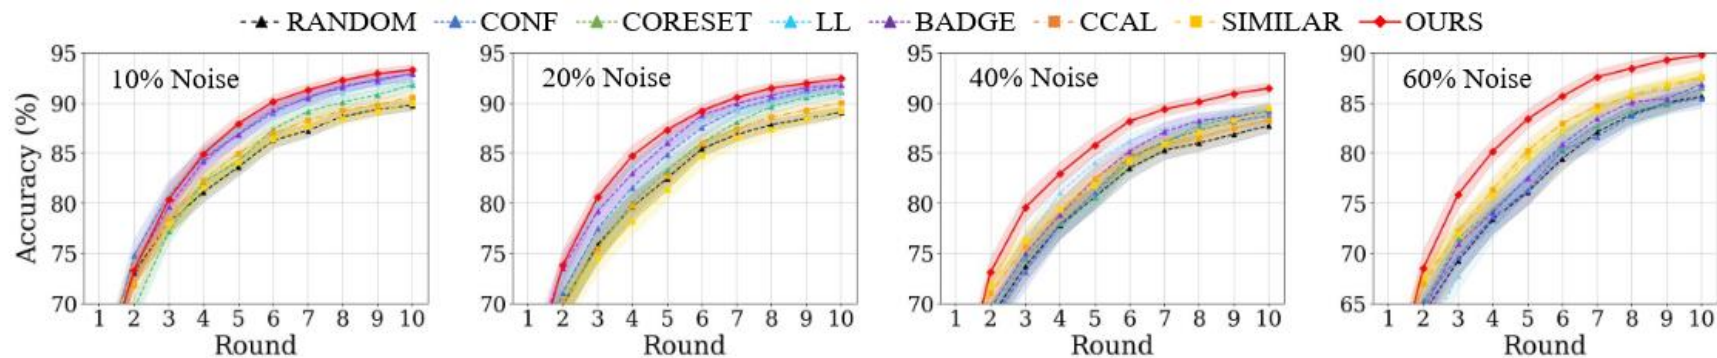 RANDOM CONF CORESET LL BADGE CCAL SIMILAR OURS
Accuracy (%)
10% Noise
95
90
85
80
75
70
1 2 3 4 5 6 7 8 9 10
Round
20% Noise
95
90
85
80
75
70
1 2 3 4 5 6 7 8 9 10
Round
40% Noise
95
90
85
80
75
70
1 2 3 4 5 6 7 8 9 10
Round
60% Noise
90
85
80
75
70
65
1 2 3 4 5 6 7 8 9 10
Round